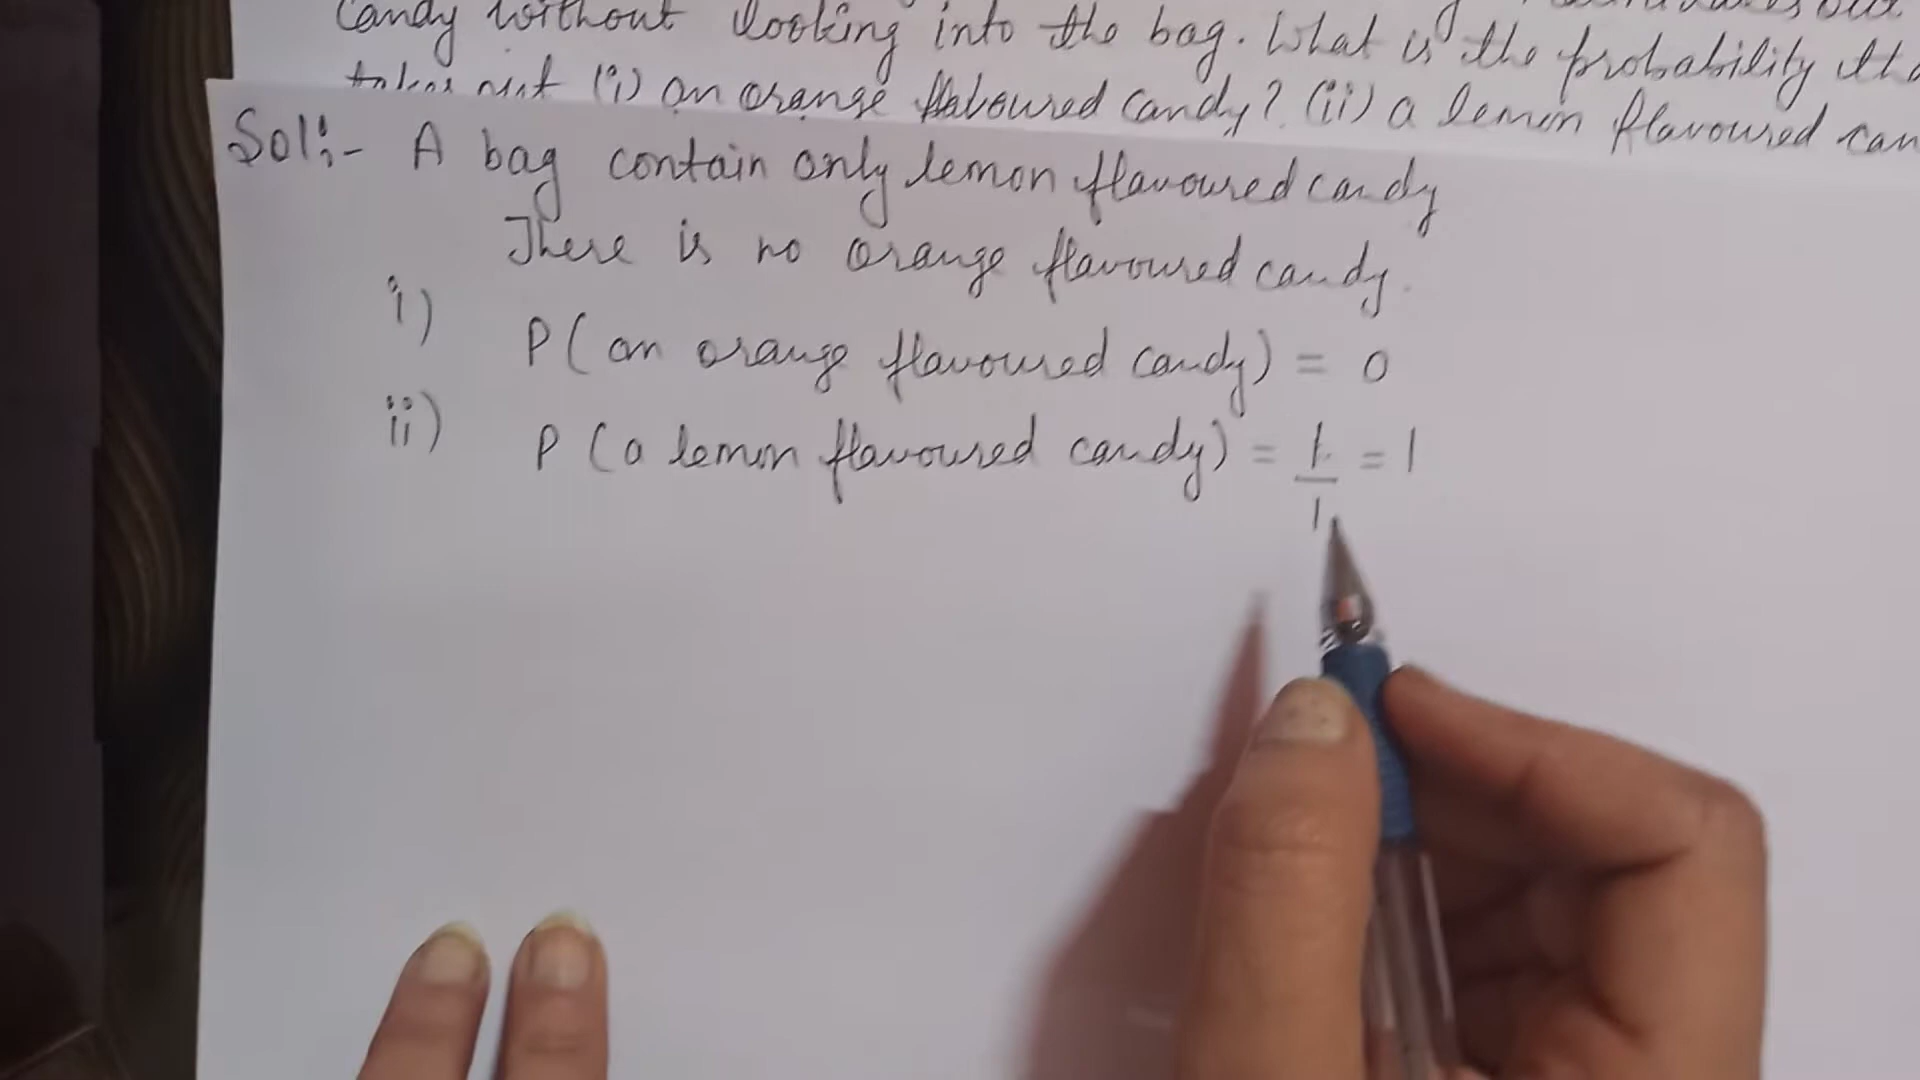 Candy without looking into the bag. What is the probability
takes out (i) an orange flavoured candy? (ii) a lemon flavoured can
Sol:- A bag contain only lemon flavoured candy
There is no orange flavoured candy.
i) P(an orange flavoured candy) = 0
ii) P(a lemon flavoured candy) = 1/1 = 1